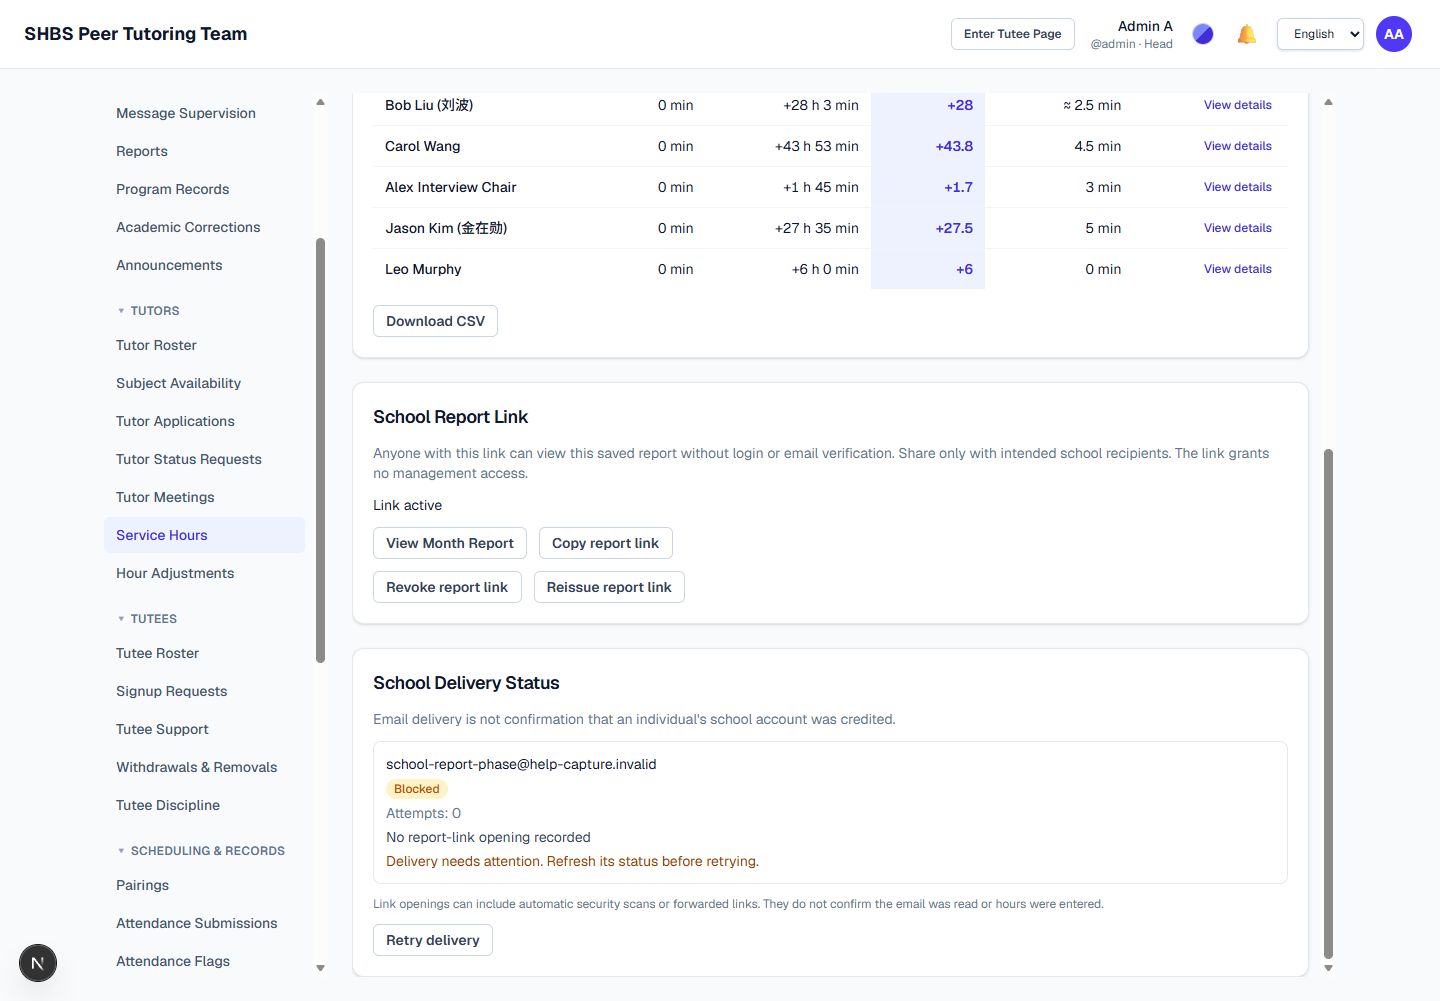 SHBS Peer Tutoring Team
Enter Tutee Page
Admin A
@admin · Head
English
AA
Message Supervision
Reports
Program Records
Academic Corrections
Announcements
TUTORS
Tutor Roster
Subject Availability
Tutor Applications
Tutor Status Requests
Tutor Meetings
Service Hours
Hour Adjustments
TUTEES
Tutee Roster
Signup Requests
Tutee Support
Withdrawals & Removals
Tutee Discipline
SCHEDULING & RECORDS
Pairings
Attendance Submissions
Attendance Flags
N
Bob Liu (刘波) 0 min +28 h 3 min +28 ≈ 2.5 min View details
Carol Wang 0 min +43 h 53 min +43.8 4.5 min View details
Alex Interview Chair 0 min +1 h 45 min +1.7 3 min View details
Jason Kim (金在勋) 0 min +27 h 35 min +27.5 5 min View details
Leo Murphy 0 min +6 h 0 min +6 0 min View details
Download CSV
School Report Link
Anyone with this link can view this saved report without login or email verification. Share only with intended school recipients. The link grants
no management access.
Link active
View Month Report Copy report link
Revoke report link Reissue report link
School Delivery Status
Email delivery is not confirmation that an individual's school account was credited.
school-report-phase@help-capture.invalid
Blocked
Attempts: 0
No report-link opening recorded
Delivery needs attention. Refresh its status before retrying.
Link openings can include automatic security scans or forwarded links. They do not confirm the email was read or hours were entered.
Retry delivery